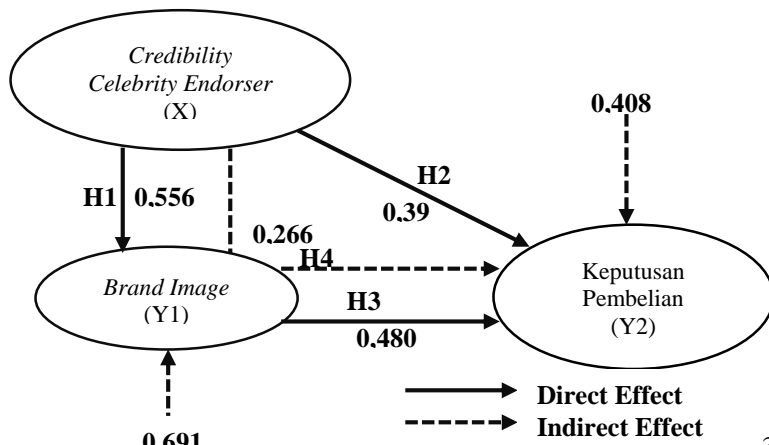 Credibility
Celebrity Endorser
(X)
0,408
H2
H1 0,556
0,39
0,266
H4
Brand Image
(Y1)
H3
0,480
Keputusan
Pembelian
(Y2)
Direct Effect
Indirect Effect
0,691